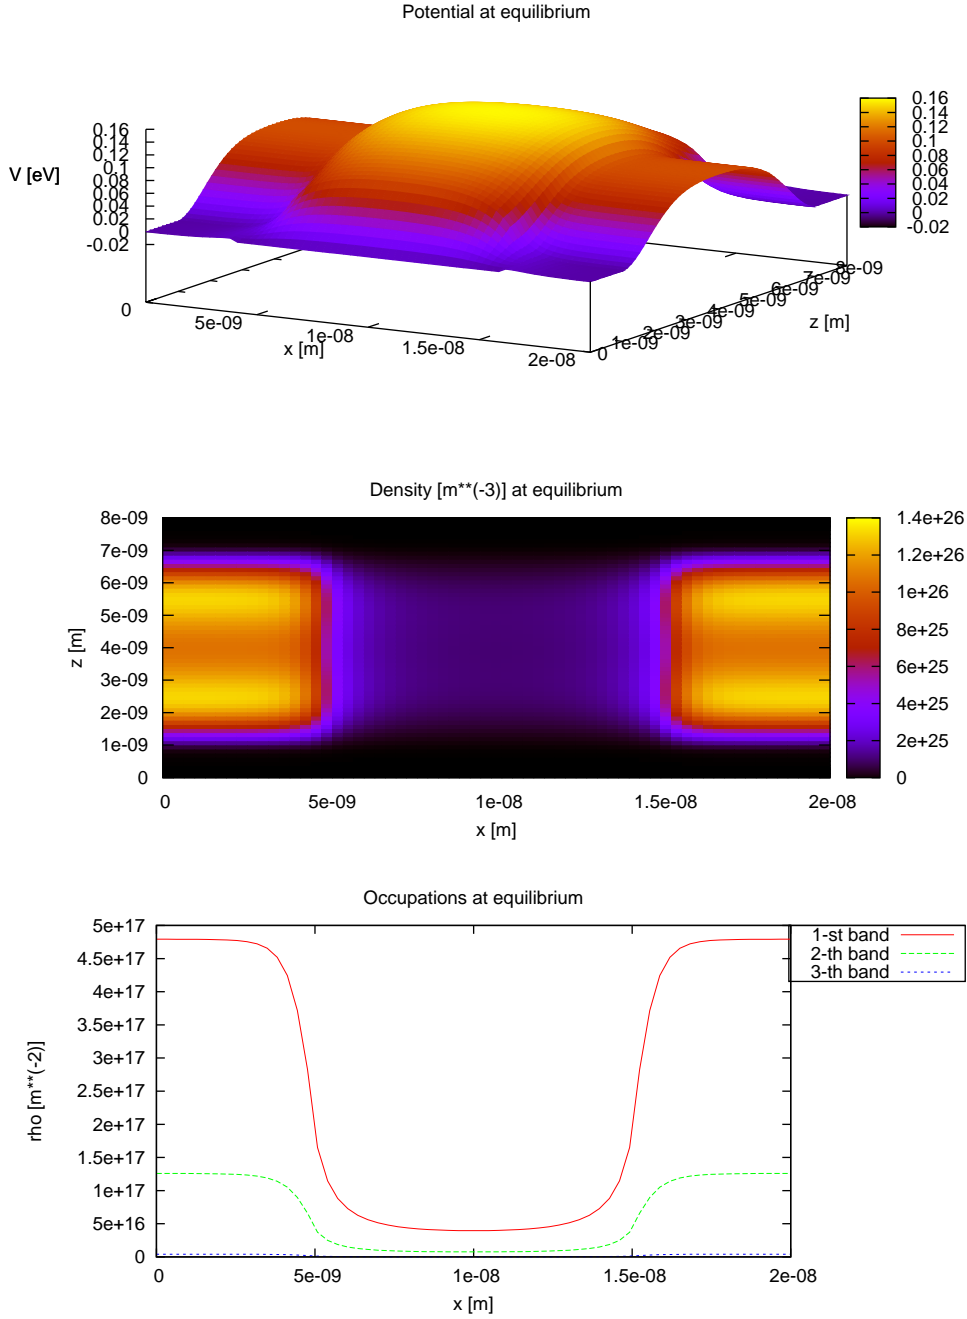 Potential at equilibrium
V [eV]
0.16
0.14
0.12
0.1
0.08
0.06
0.04
0.02
0
-0.02
0.16
0.14
0.12
0.1
0.08
0.06
0.04
0.02
0
-0.02
0
5e-09
1e-08
1.5e-08
2e-08
x [m]
0
1e-09
2e-09
3e-09
4e-09
5e-09
6e-09
7e-09
8e-09
z [m]
Density [m**(-3)] at equilibrium
8e-09
7e-09
6e-09
5e-09
4e-09
3e-09
2e-09
1e-09
0
z [m]
0 5e-09 1e-08 1.5e-08 2e-08
x [m]
1.4e+26
1.2e+26
1e+26
8e+25
6e+25
4e+25
2e+25
0
Occupations at equilibrium
5e+17
4.5e+17
4e+17
3.5e+17
3e+17
2.5e+17
2e+17
1.5e+17
1e+17
5e+16
0
rho [m**(-2)]
0 5e-09 1e-08 1.5e-08 2e-08
x [m]
1-st band
2-th band
3-th band